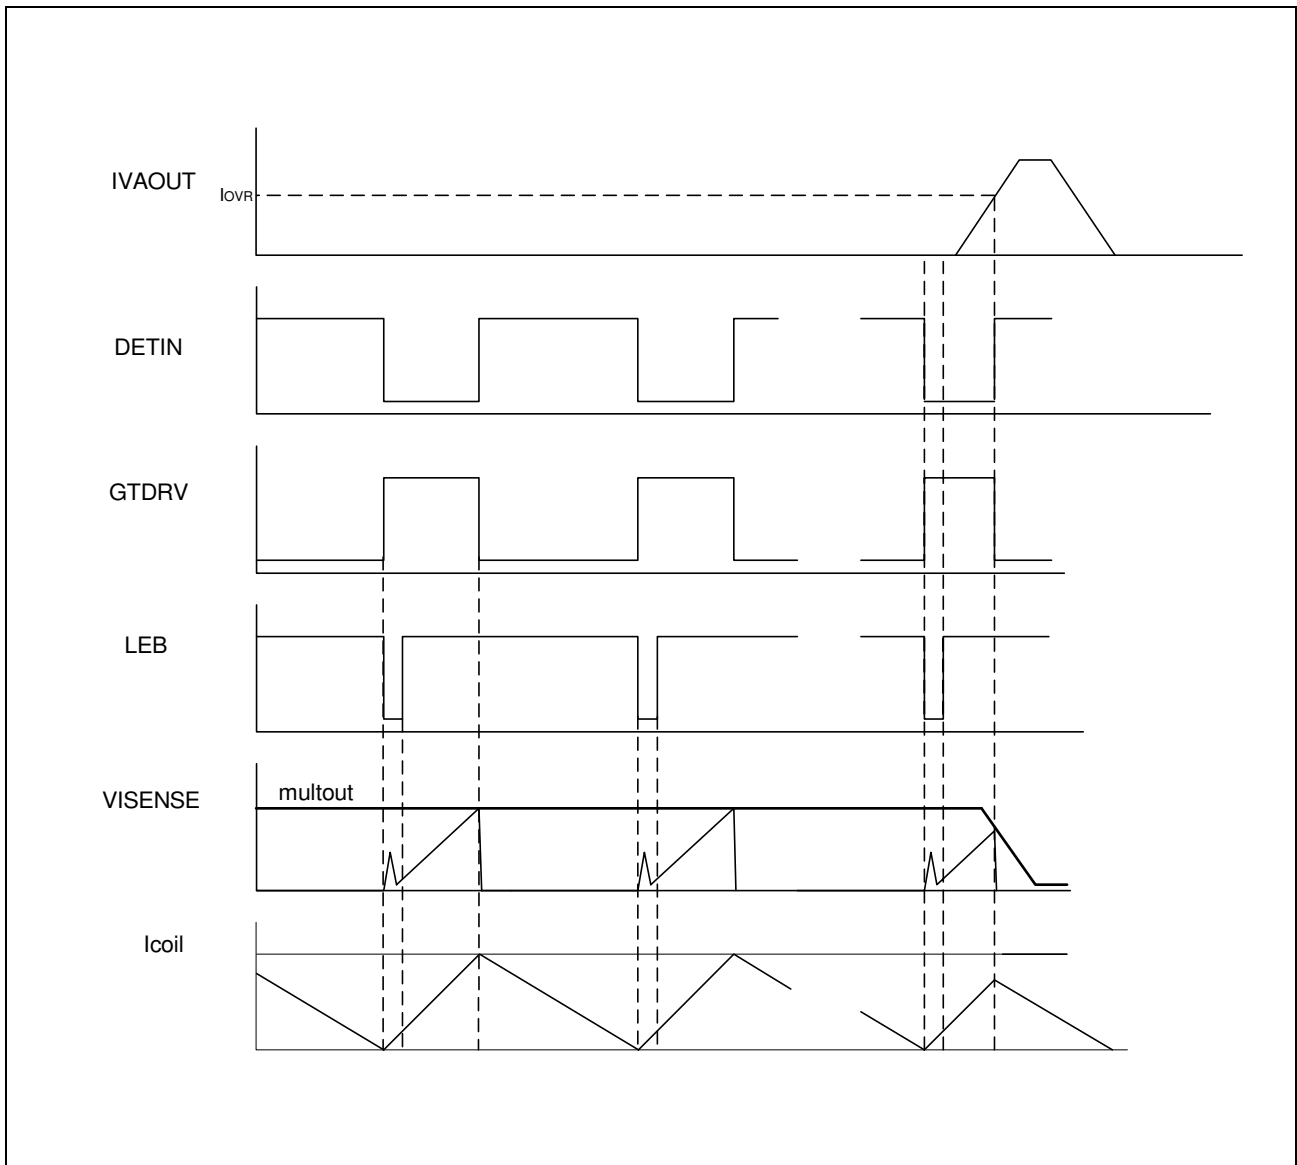 IVAOUT
IOVR
DETIN
GTDRV
LEB
VISENSE
multout
Icoil